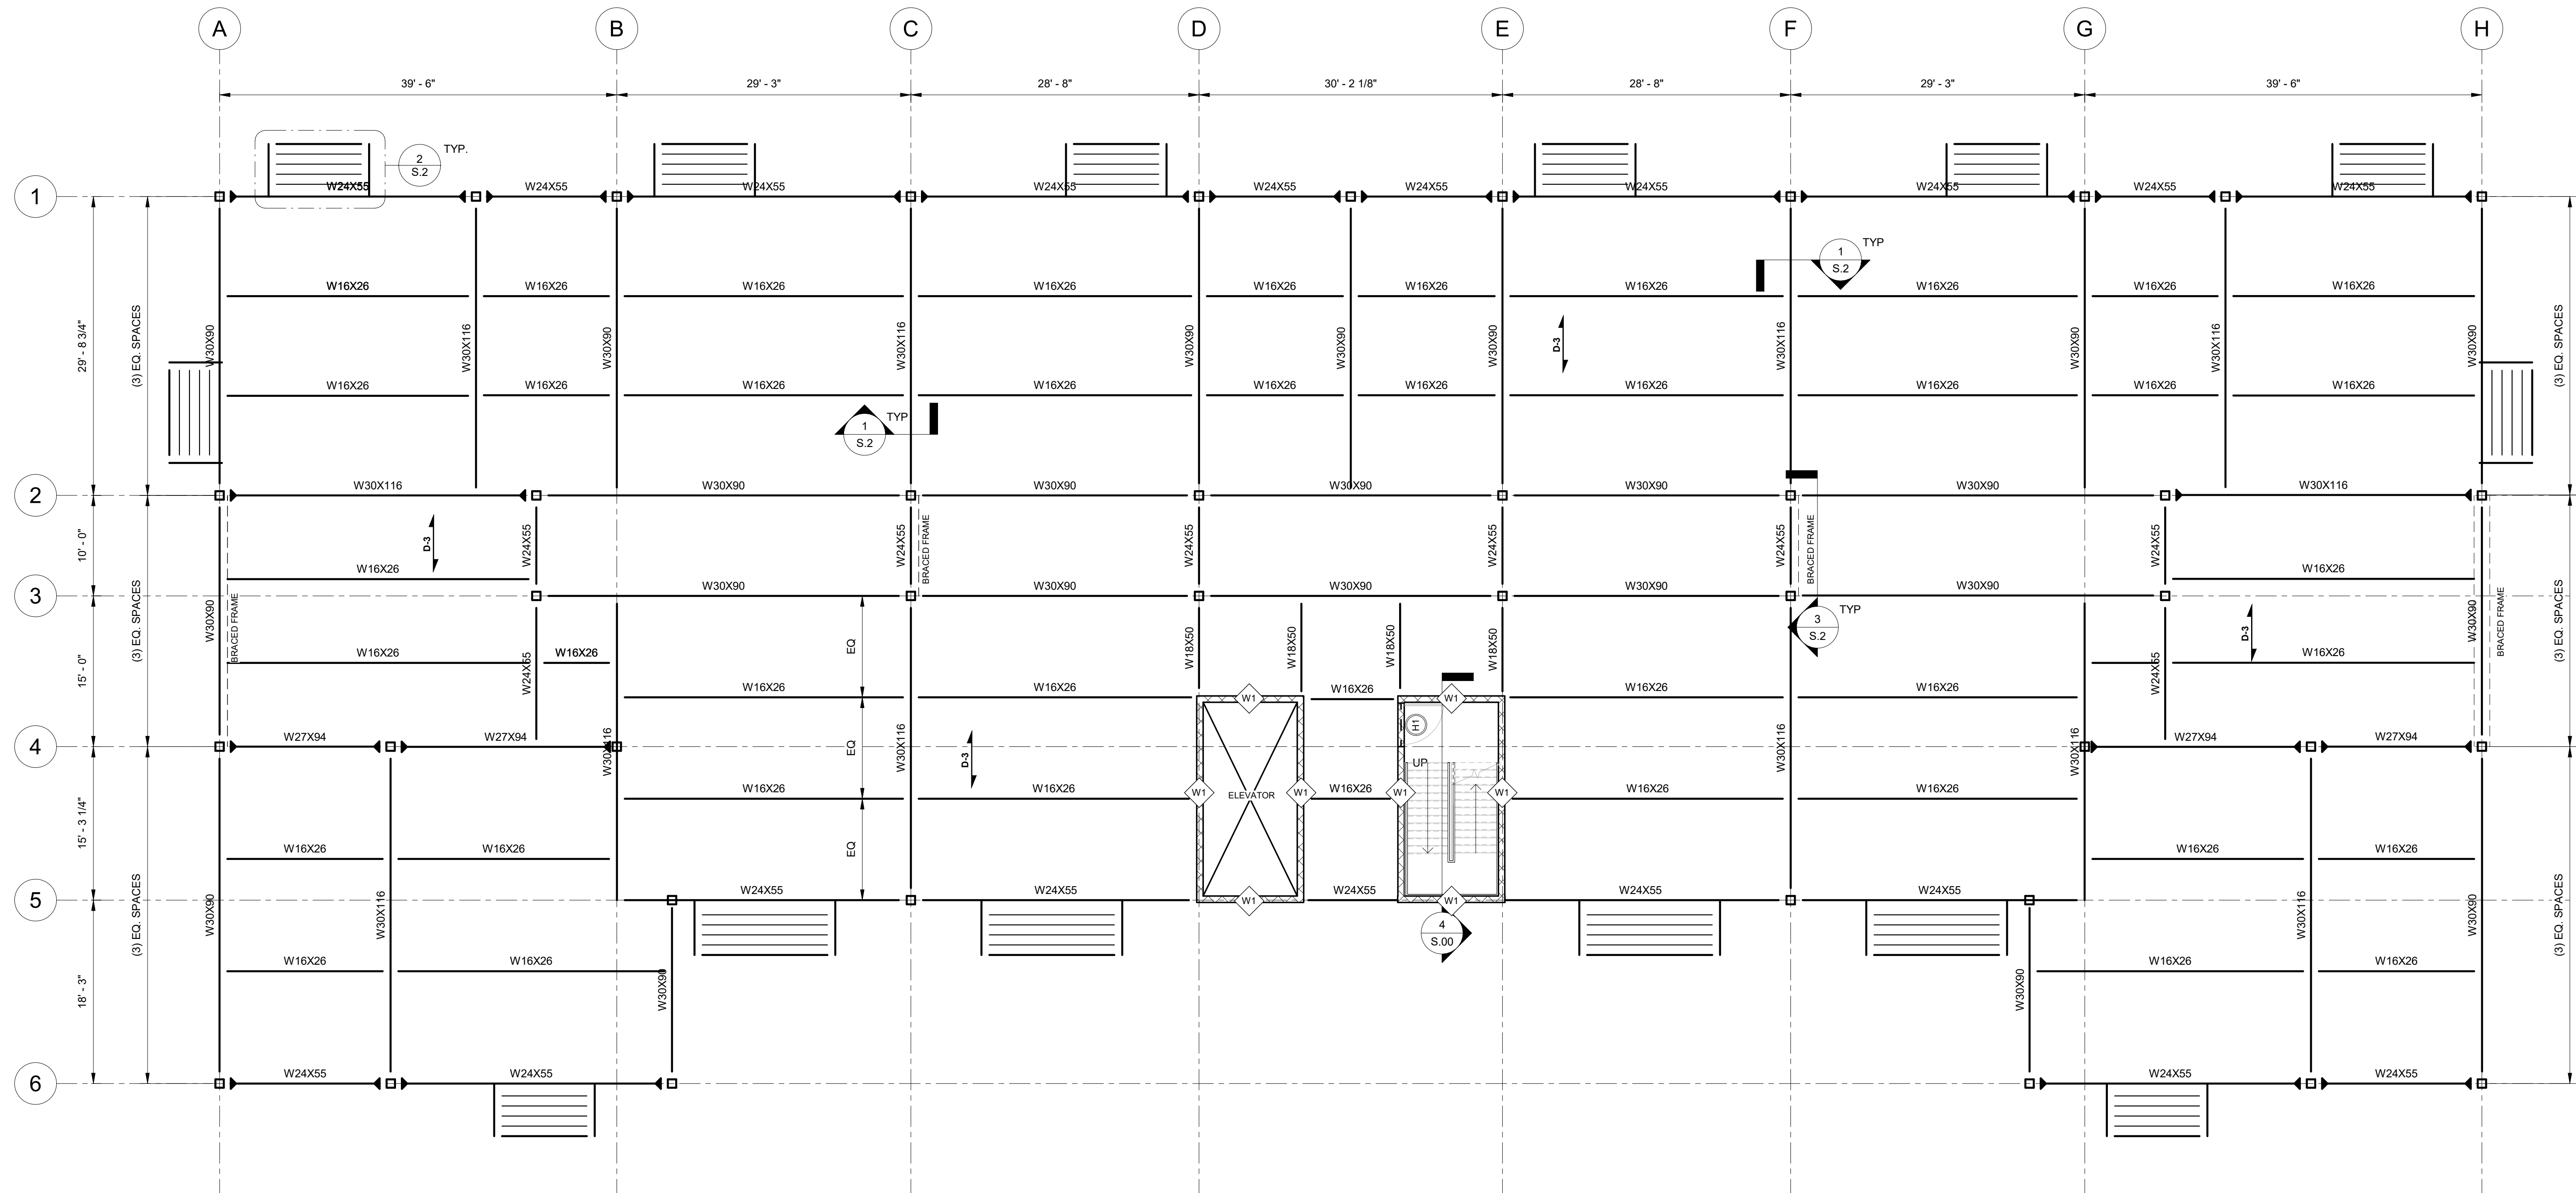 A
B
C
D
E
F
G
H
39' - 6"
29' - 3"
28' - 8"
30' - 2 1/8"
28' - 8"
29' - 3"
39' - 6"
2
S.2
TYP.
1
W24X55
W24X55
W24X55
W24X55
W24X55
W24X55
W24X55
W24X55
W24X55
W24X55
1
S.2
TYP
W16X26
W16X26
W16X26
W16X26
W16X26
W16X26
W16X26
W16X26
W16X26
W16X26
29' - 8 3/4"
(3) EQ. SPACES
W30X90
W30X116
W30X90
W30X116
W30X90
W30X90
W30X90
D-3
W30X116
W30X90
W30X116
W30X90
(3) EQ. SPACES
W16X26
W16X26
W16X26
W16X26
W16X26
W16X26
W16X26
W16X26
W16X26
W16X26
1
S.2
TYP
2
W30X116
W30X90
W30X90
W30X90
W30X90
W30X90
W30X116
10' - 0"
D-3
W24X55
W24X55
BRACED FRAME
W24X55
W24X55
W24X55
BRACED FRAME
W24X55
W16X26
W16X26
3
W30X90
W30X90
W30X90
W30X90
W30X90
(3) EQ. SPACES
W30X90
BRACED FRAME
3
S.2
TYP
D-3
W30X90
BRACED FRAME
(3) EQ. SPACES
15' - 0"
W16X26
W16X26
W24X55
EQ
W18X50
W18X50
W18X50
W18X50
W24X55
W16X26
W16X26
W16X26
W1
W16X26
W1
W16X26
W16X26
H1
4
W27X94
W27X94
W30X116
EQ
W30X116
D-3
UP
W30X116
W30X116
W27X94
W27X94
15' - 3 1/4"
W16X26
W16X26
W1
ELEVATOR
W1
W16X26
W1
W1
W16X26
W16X26
W16X26
W16X26
EQ
W16X26
W16X26
5
W24X55
W24X55
W1
W24X55
W1
W24X55
W24X55
(3) EQ. SPACES
W30X90
W30X116
4
S.00
W30X116
W30X90
(3) EQ. SPACES
18' - 3"
W16X26
W16X26
W30X90
W30X90
W16X26
W16X26
6
W24X55
W24X55
W24X55
W24X55